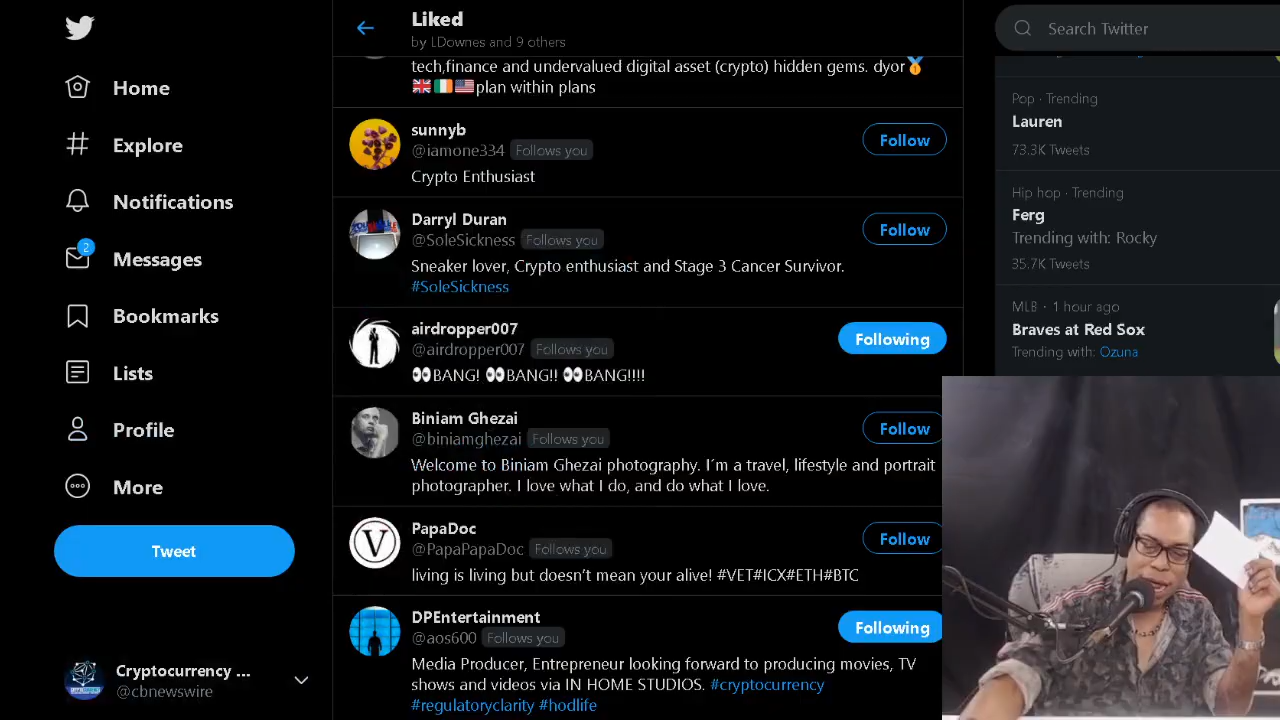 Home
Explore
Notifications
2
Messages
Bookmarks
Lists
Profile
More
Tweet
Cryptocurrency ...
@cbnewswire
Liked
by LDownes and 9 others
tech,finance and undervalued digital asset (crypto) hidden gems. dyor🥇
🇬🇧🇮🇪🇺🇸plan within plans
sunnyb
@iamone334 Follows you
Follow
Crypto Enthusiast
Darryl Duran
@SoleSickness Follows you
Follow
Sneaker lover, Crypto enthusiast and Stage 3 Cancer Survivor.
#SoleSickness
airdropper007
@airdropper007 Follows you
Following
👀BANG! 👀BANG!! 👀BANG!!!!
Biniam Ghezai
@biniamghezai Follows you
Follow
Welcome to Biniam Ghezai photography. I´m a travel, lifestyle and portrait
photographer. I love what I do, and do what I love.
PapaDoc
@PapaPapaDoc Follows you
Follow
living is living but doesn’t mean your alive! #VET#ICX#ETH#BTC
DPEntertainment
@aos600 Follows you
Following
Media Producer, Entrepreneur looking forward to producing movies, TV
shows and videos via IN HOME STUDIOS. #cryptocurrency
#regulatoryclarity #hodlife
Search Twitter
Pop · Trending
Lauren
73.3K Tweets
Hip hop · Trending
Ferg
Trending with: Rocky
35.7K Tweets
MLB · 1 hour ago
Braves at Red Sox
Trending with: Ozuna